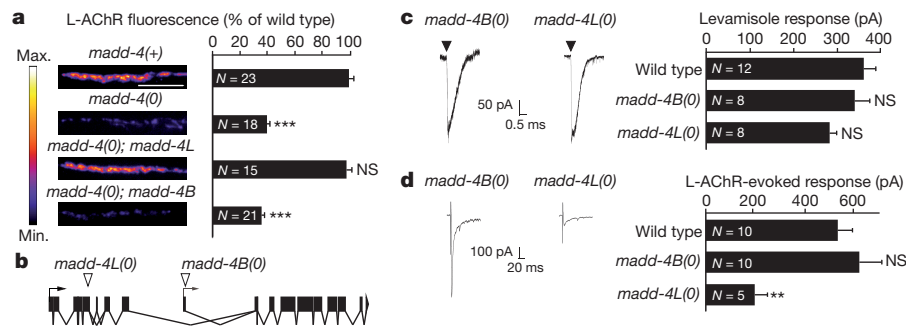 a
L-AChR fluorescence (% of wild type)
Max.
Min.
madd-4(+)
madd-4(0)
madd-4(0); madd-4L
madd-4(0); madd-4B
0 20 40 60 80 100
N = 23
N = 18 ***
N = 15 NS
N = 21 ***
b
madd-4L(0) madd-4B(0)
c
madd-4B(0) madd-4L(0)
50 pA
0.5 ms
Levamisole response (pA)
0 100 200 300 400
Wild type N = 12
madd-4B(0) N = 8 NS
madd-4L(0) N = 8 NS
d
madd-4B(0) madd-4L(0)
100 pA
20 ms
L-AChR-evoked response (pA)
0 200 400 600
Wild type N = 10
madd-4B(0) N = 10 NS
madd-4L(0) N = 5 **